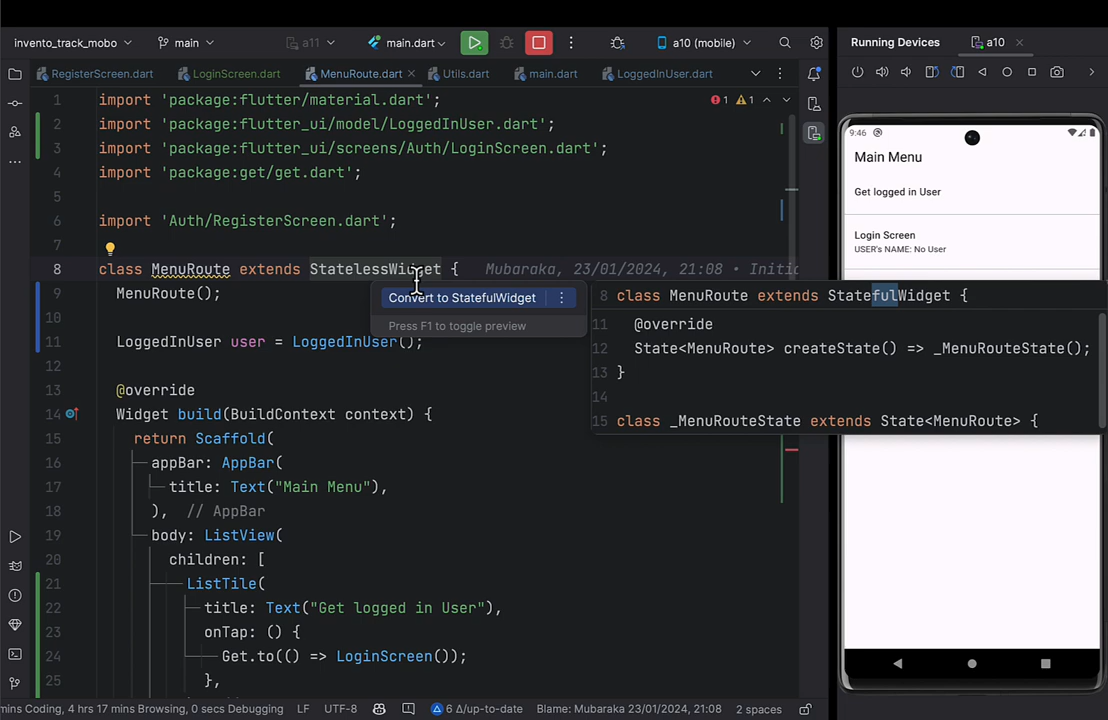 invento_track_mobo
main
a11
main.dart
a10 (mobile)
Running Devices
a10
RegisterScreen.dart
LoginScreen.dart
MenuRoute.dart
Utils.dart
main.dart
LoggedInUser.dart
1 import 'package:flutter/material.dart';
1 1
2 import 'package:flutter_ui/model/LoggedInUser.dart';
3 import 'package:flutter_ui/screens/Auth/LoginScreen.dart';
4 import 'package:get/get.dart';
5
6 import 'Auth/RegisterScreen.dart';
7
8 class MenuRoute extends StatelessWidget { Mubaraka, 23/01/2024, 21:08 • Initi
9 MenuRoute();
10
11 LoggedInUser user = LoggedInUser();
12
13 @override
14 Widget build(BuildContext context) {
15 return Scaffold(
16 appBar: AppBar(
17 title: Text("Main Menu"),
18 ), // AppBar
19 body: ListView(
20 children: [
21 ListTile(
22 title: Text("Get logged in User"),
23 onTap: () {
24 Get.to(() => LoginScreen());
25 },
Convert to StatefulWidget
Press F1 to toggle preview
8 class MenuRoute extends StatefulWidget {
11 @override
12 State<MenuRoute> createState() => _MenuRouteState();
13 }
14
15 class _MenuRouteState extends State<MenuRoute> {
9:46
Main Menu
Get logged in User
Login Screen
USER's NAME: No User
mins Coding, 4 hrs 17 mins Browsing, 0 secs Debugging
LF
UTF-8
6 Δ/up-to-date
Blame: Mubaraka 23/01/2024, 21:08
2 spaces